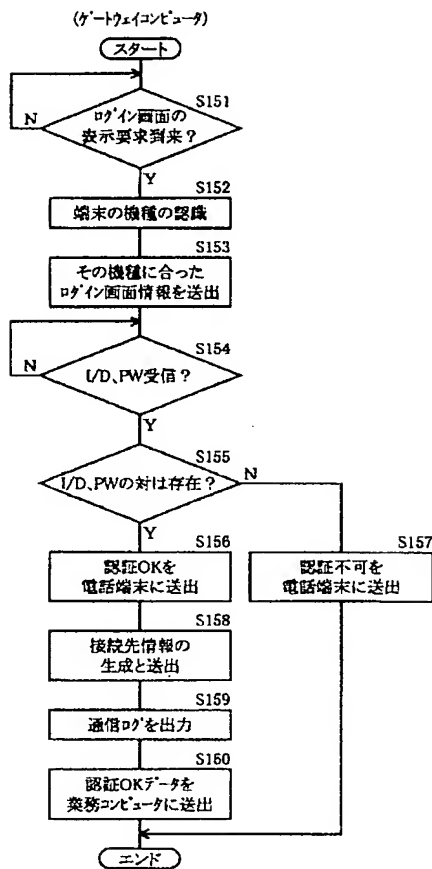 (ｹﾞｰﾄｳｪｲｺﾝﾋﾟｭｰﾀ)
スタート
S151
ﾛｸﾞｲﾝ画面の
表示要求到来？
N
Y
S152
端末の機種の認識
S153
その機種に合った
ﾛｸﾞｲﾝ画面情報を送出
S154
N
I/D、PW受信？
Y
S155
I/D、PWの対は存在？
N
Y
S156
認証OKを
電話端末に送出
S157
認証不可を
電話端末に送出
S158
接続先情報の
生成と送出
S159
通信ﾛｸﾞを出力
S160
認証OKデータを
業務ｺﾝﾋﾟｭｰﾀに送出
エンド